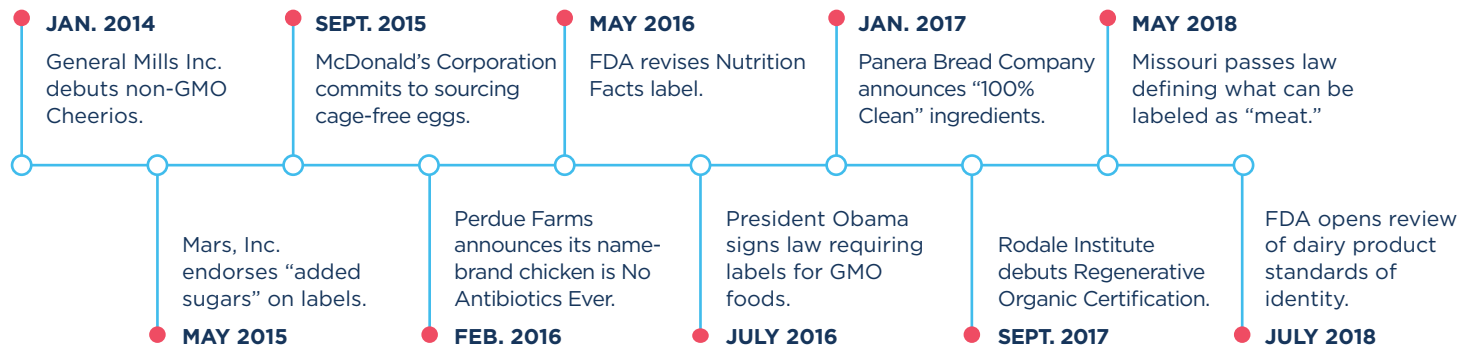 JAN. 2014
General Mills Inc.
debuts non-GMO
Cheerios.
SEPT. 2015
McDonald’s Corporation
commits to sourcing
cage-free eggs.
MAY 2016
FDA revises Nutrition
Facts label.
JAN. 2017
Panera Bread Company
announces “100%
Clean” ingredients.
MAY 2018
Missouri passes law
defining what can be
labeled as “meat.”
Mars, Inc.
endorses “added
sugars” on labels.
MAY 2015
Perdue Farms
announces its name-
brand chicken is No
Antibiotics Ever.
FEB. 2016
President Obama
signs law requiring
labels for GMO
foods.
JULY 2016
Rodale Institute
debuts Regenerative
Organic Certification.
SEPT. 2017
FDA opens review
of dairy product
standards of
identity.
JULY 2018